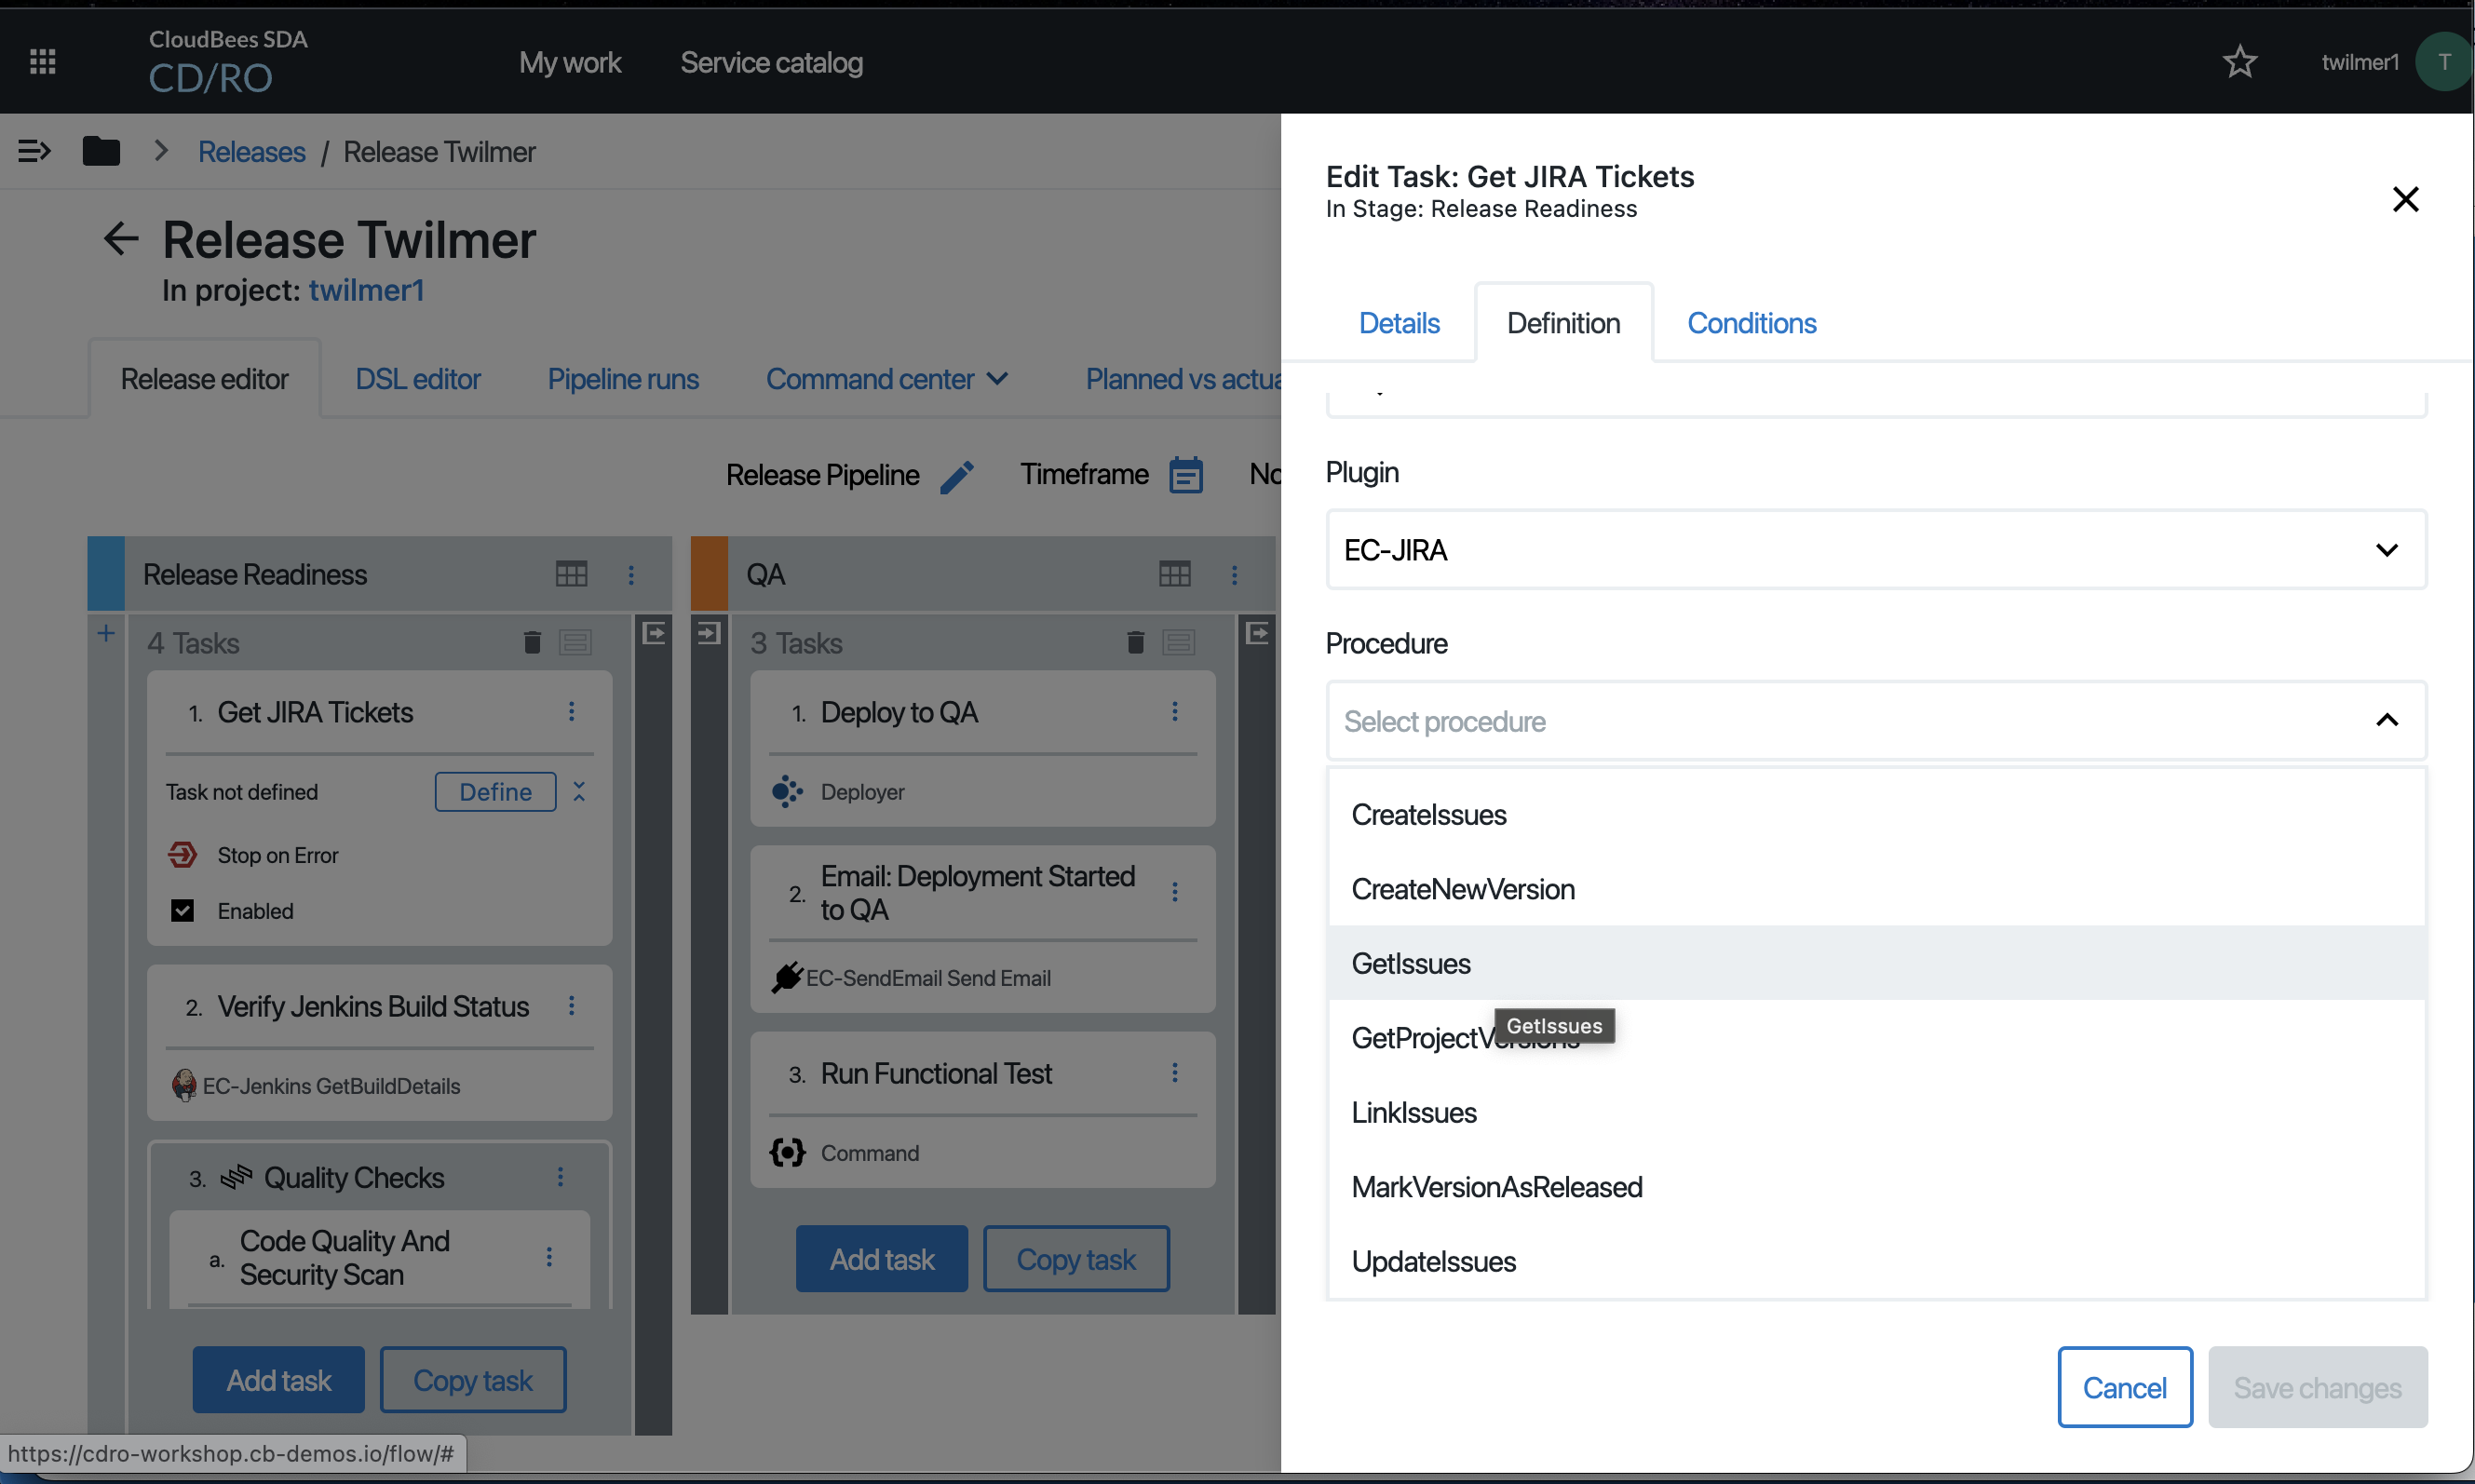 CloudBees SDA
CD/RO
My work
Service catalog
twilmer1
T
Releases / Release Twilmer
Release Twilmer
In project: twilmer1
Release editor
DSL editor
Pipeline runs
Command center
Planned vs actua
Release Pipeline
Timeframe
No
Release Readiness
4 Tasks
1. Get JIRA Tickets
Task not defined
Define
Stop on Error
Enabled
2. Verify Jenkins Build Status
EC-Jenkins GetBuildDetails
3. Quality Checks
a. Code Quality And
Security Scan
Add task
Copy task
QA
3 Tasks
1. Deploy to QA
Deployer
2. Email: Deployment Started
to QA
EC-SendEmail Send Email
3. Run Functional Test
Command
Add task
Copy task
Edit Task: Get JIRA Tickets
In Stage: Release Readiness
Details
Definition
Conditions
Plugin
EC-JIRA
Procedure
Select procedure
CreateIssues
CreateNewVersion
GetIssues
GetIssues
GetProjectVersions
LinkIssues
MarkVersionAsReleased
UpdateIssues
Cancel
Save changes
https://cdro-workshop.cb-demos.io/flow/#